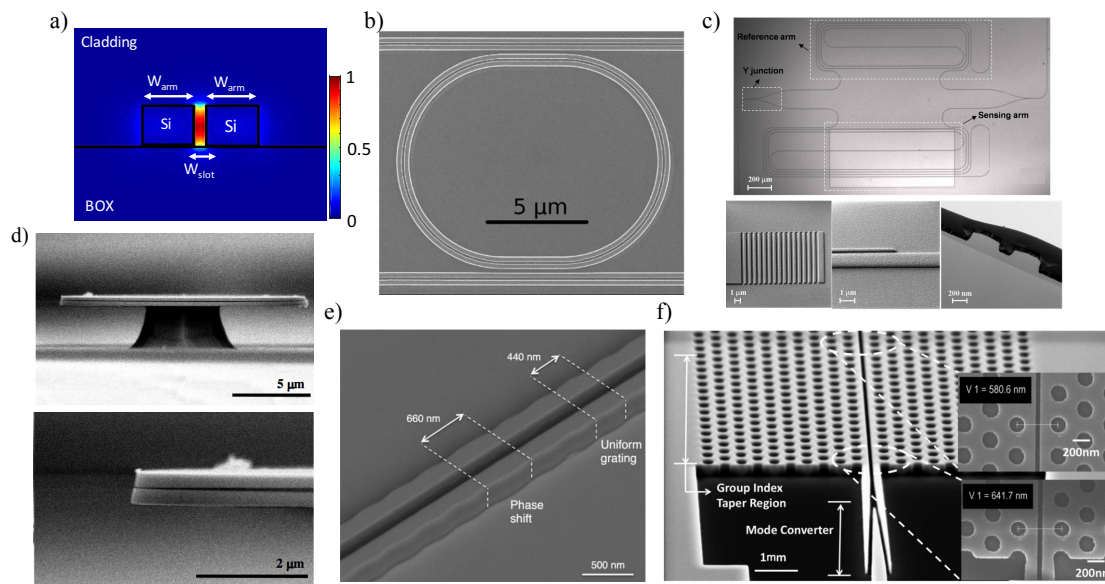 a)
Cladding
W_arm
W_arm
Si
Si
W_slot
BOX
1
0
b)
5 µm
c)
Reference arm
Y junction
Sensing arm
200 µm
1 µm
1 µm
200 nm
d)
5 µm
2 µm
e)
440 nm
660 nm
Uniform
grating
Phase
shift
500 nm
f)
V 1 = 580.6 nm
200nm
V 1 = 641.7 nm
200nm
Group Index
Taper Region
Mode Converter
1mm